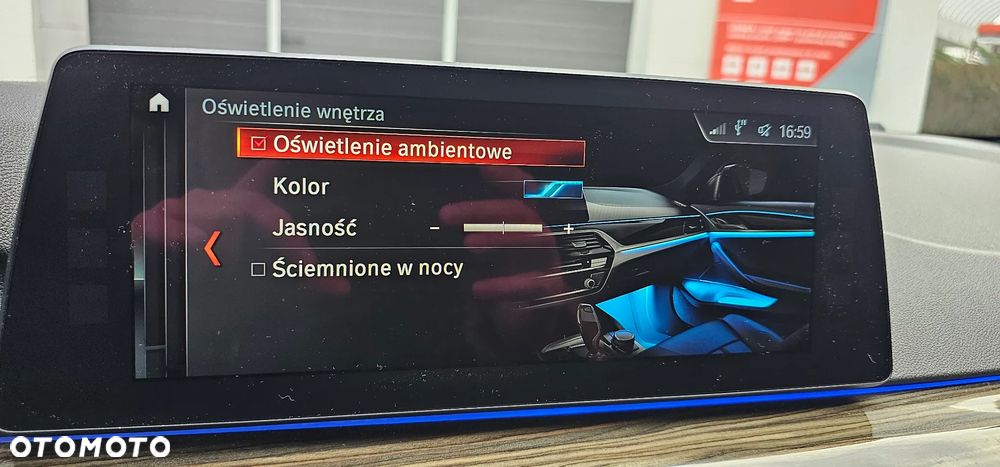 Oświetlenie wnętrza
16:59
Oświetlenie ambientowe
Kolor
Jasność - +
Ściemnione w nocy
OTOMOTO